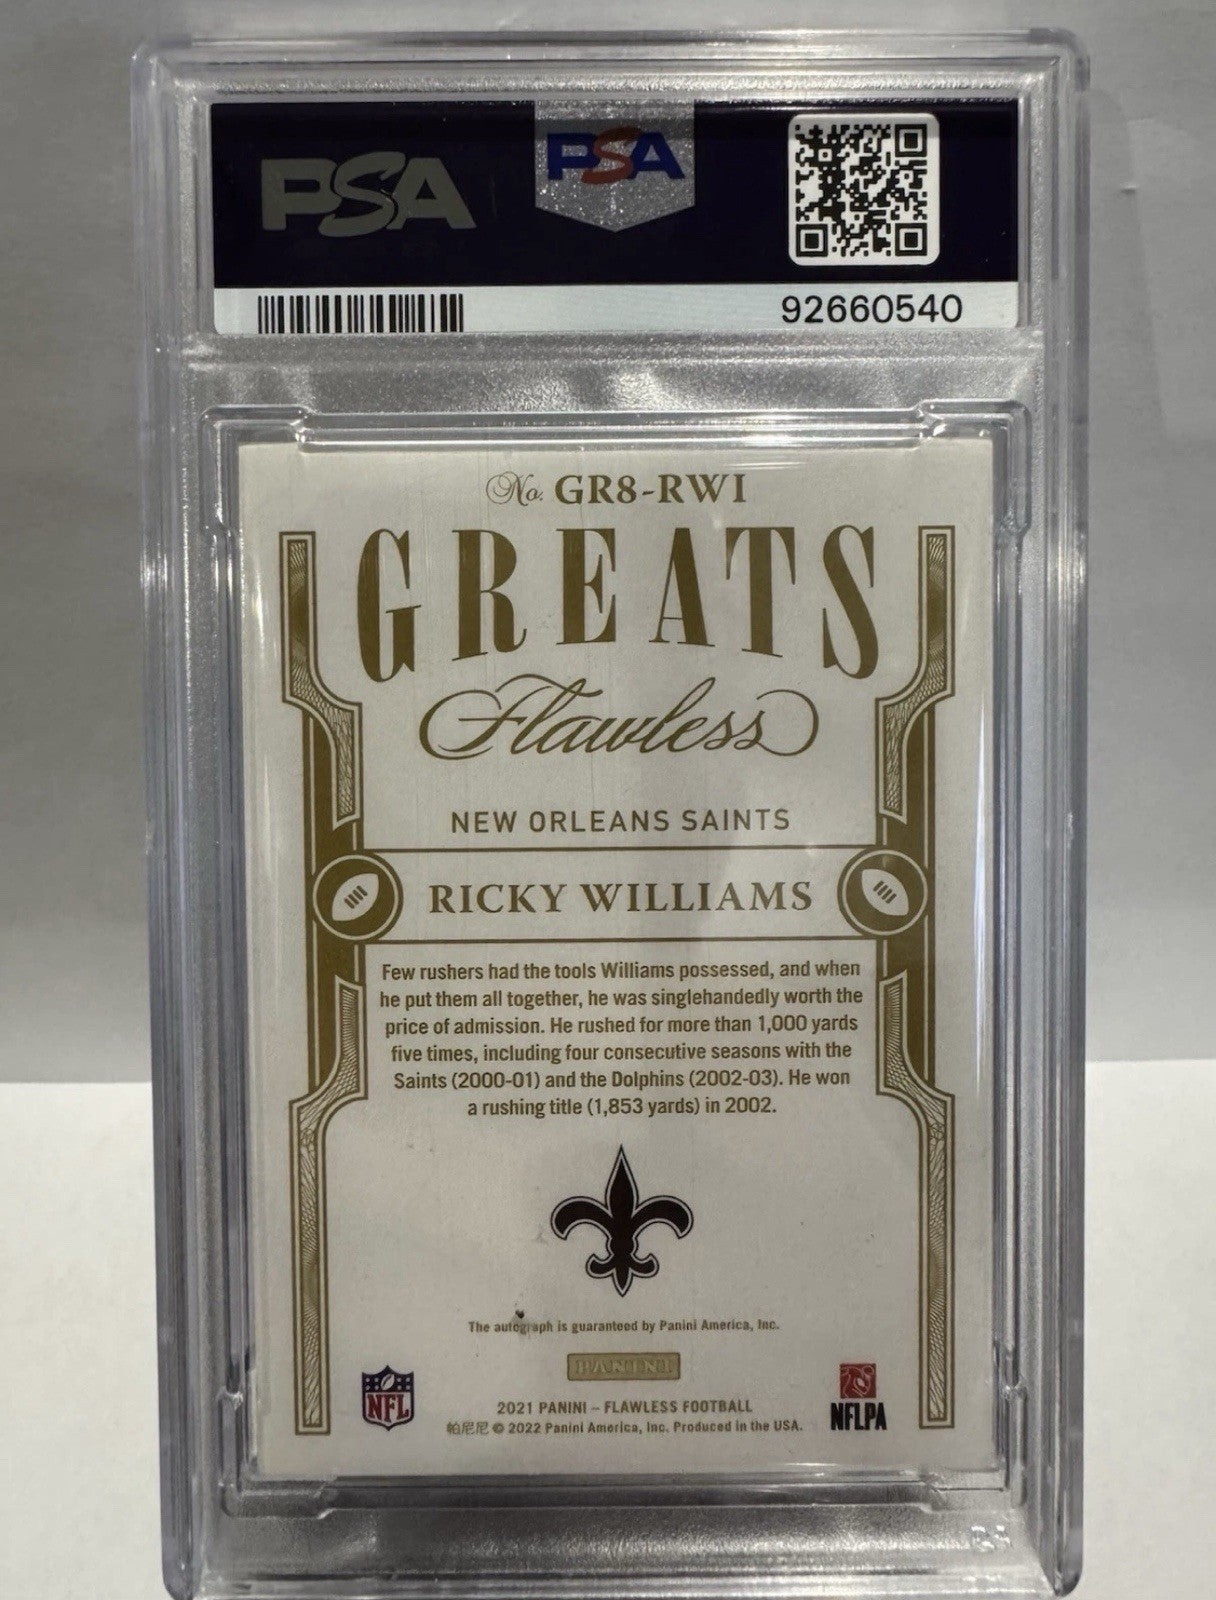 PSA
PSA
92660540
No. GR8-RWI
GREATS
Flawless
NEW ORLEANS SAINTS
RICKY WILLIAMS
Few rushers had the tools Williams possessed, and when
he put them all together, he was singlehandedly worth the
price of admission. He rushed for more than 1,000 yards
five times, including four consecutive seasons with the
Saints (2000-01) and the Dolphins (2002-03). He won
a rushing title (1,853 yards) in 2002.
The autograph is guaranteed by Panini America, Inc.
PANINI
NFL
NFLPA
2021 PANINI – FLAWLESS FOOTBALL
帕尼尼 © 2022 Panini America, Inc. Produced in the USA.